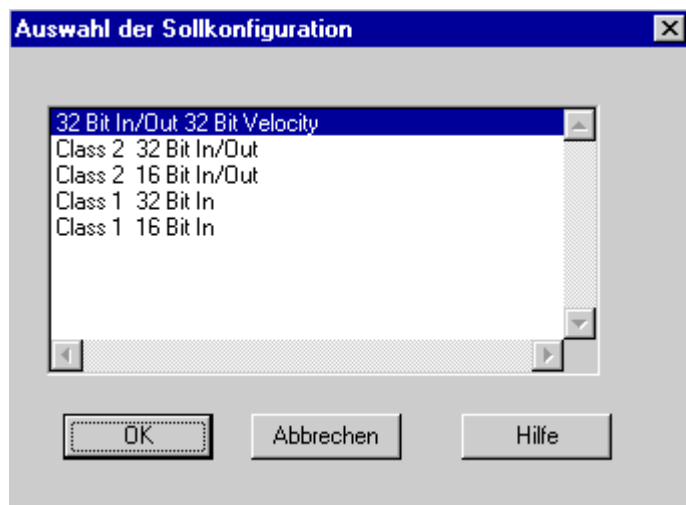 Auswahl der Sollkonfiguration
32 Bit In/Out 32 Bit Velocity
Class 2 32 Bit In/Out
Class 2 16 Bit In/Out
Class 1 32 Bit In
Class 1 16 Bit In
OK Abbrechen Hilfe